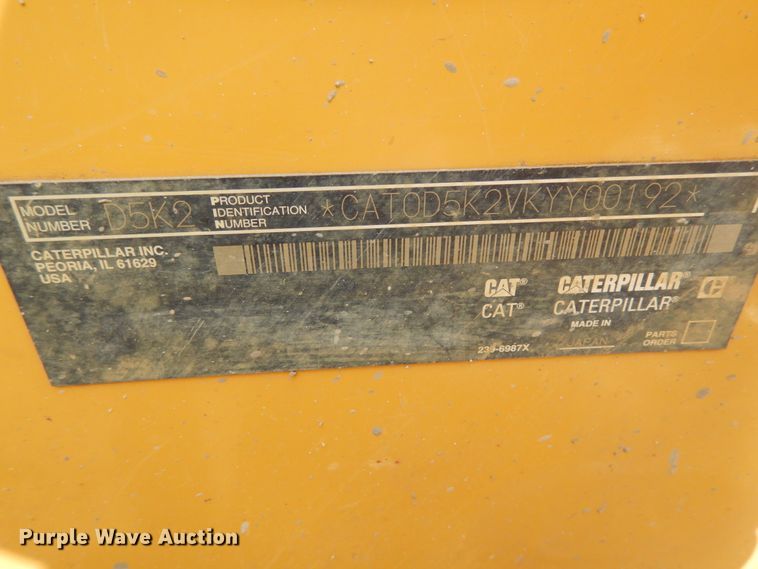 MODEL NUMBER D5K2 PRODUCT IDENTIFICATION NUMBER *CAT0D5K2VKYY00192*
CATERPILLAR INC.
PEORIA, IL 61629
USA
CAT® CATERPILLAR® C
CAT® CATERPILLAR®
MADE IN
JAPAN
PARTS ORDER
Purple Wave Auction®